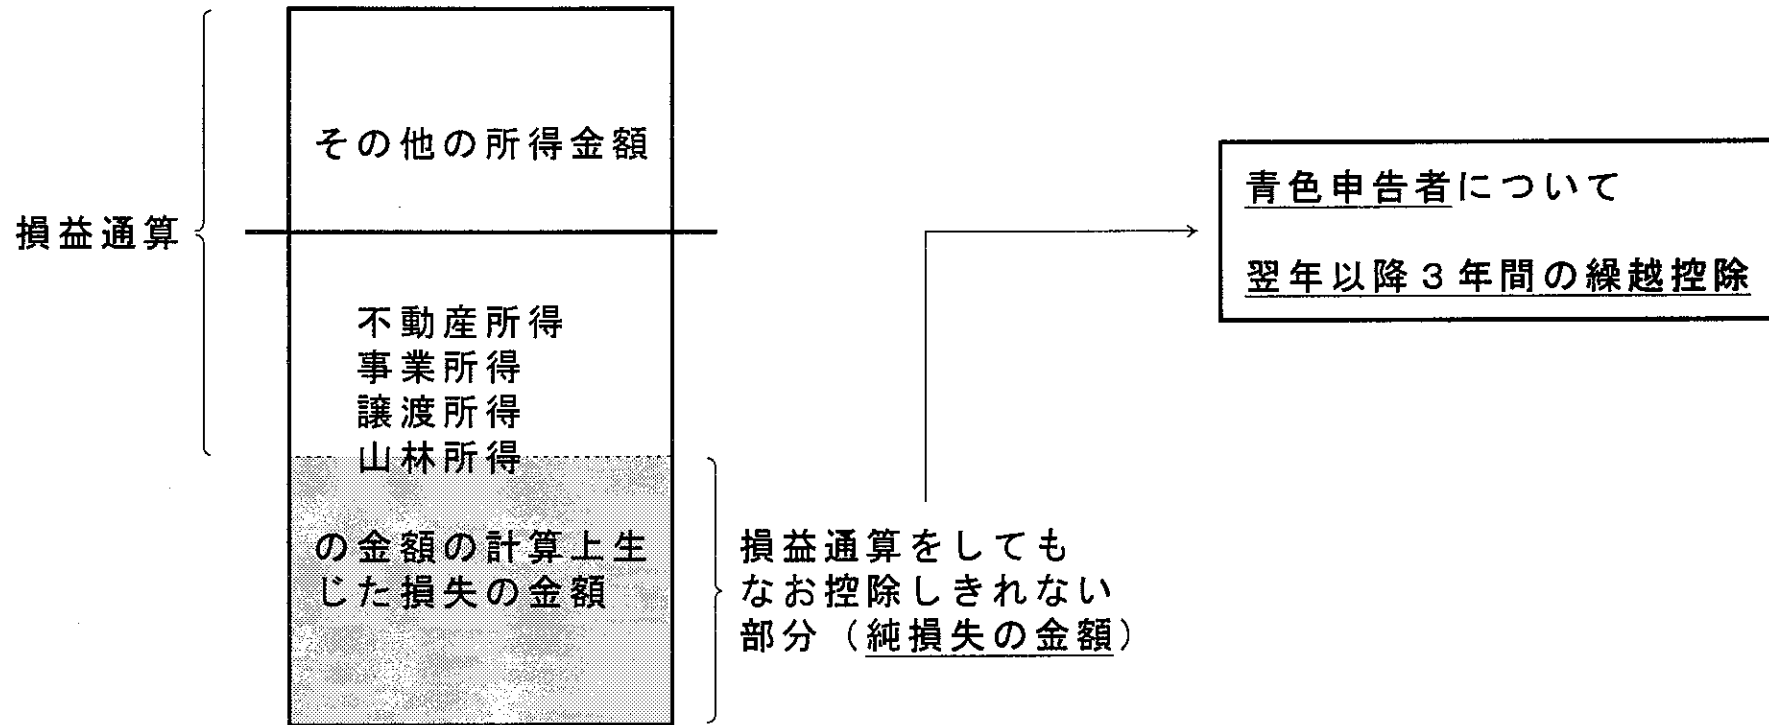 その他の所得金額
損益通算
不動産所得
事業所得
譲渡所得
山林所得
の金額の計算上生
じた損失の金額
損益通算をしても
なお控除しきれない
部分（純損失の金額）
青色申告者について
翌年以降３年間の繰越控除